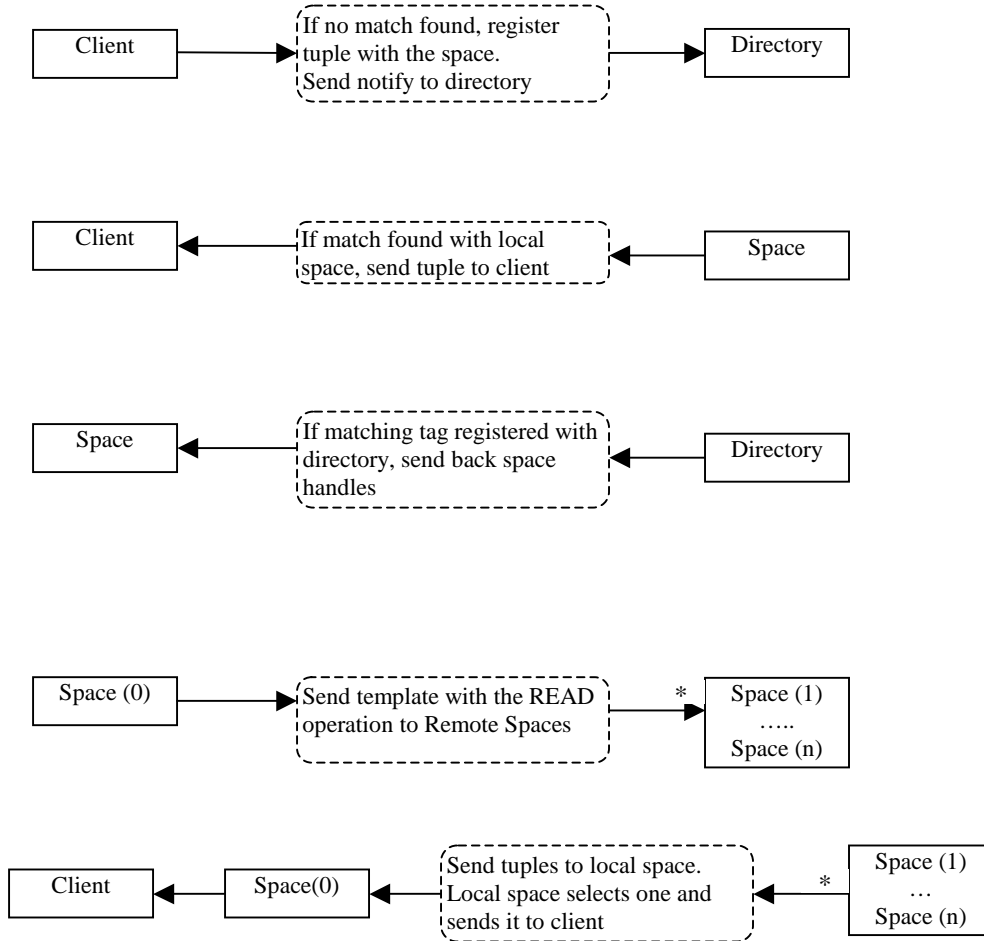 Client
If no match found, register
tuple with the space.
Send notify to directory
Directory
Client
If match found with local
space, send tuple to client
Space
Space
If matching tag registered with
directory, send back space
handles
Directory
Space (0)
Send template with the READ
operation to Remote Spaces
*
Space (1)
…..
Space (n)
Client
Space(0)
Send tuples to local space.
Local space selects one and
sends it to client
*
Space (1)
…
Space (n)